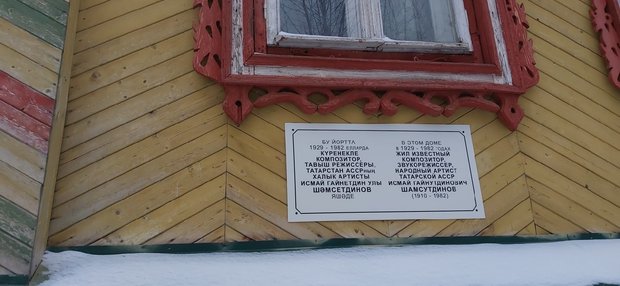 БУ ЙОРТТА
1929 - 1982 ЕЛЛАРДА
КҮРЕНЕКЛЕ
КОМПОЗИТОР,
ТАВЫШ РЕЖИССЕРЫ,
ТАТАРСТАН АССРның
ХАЛЫК АРТИСТЫ
ИСМАЙ ГАЙНЕТДИН УЛЫ
ШӘМСЕТДИНОВ
ЯШӘДЕ
В ЭТОМ ДОМЕ
в 1929 - 1982 годах
ЖИЛ ИЗВЕСТНЫЙ
КОМПОЗИТОР,
ЗВУКОРЕЖИССЕР,
НАРОДНЫЙ АРТИСТ
ТАТАРСКОЙ АССР
ИСМАЙ ГАЙНУТДИНОВИЧ
ШАМСУТДИНОВ
(1910 - 1982)